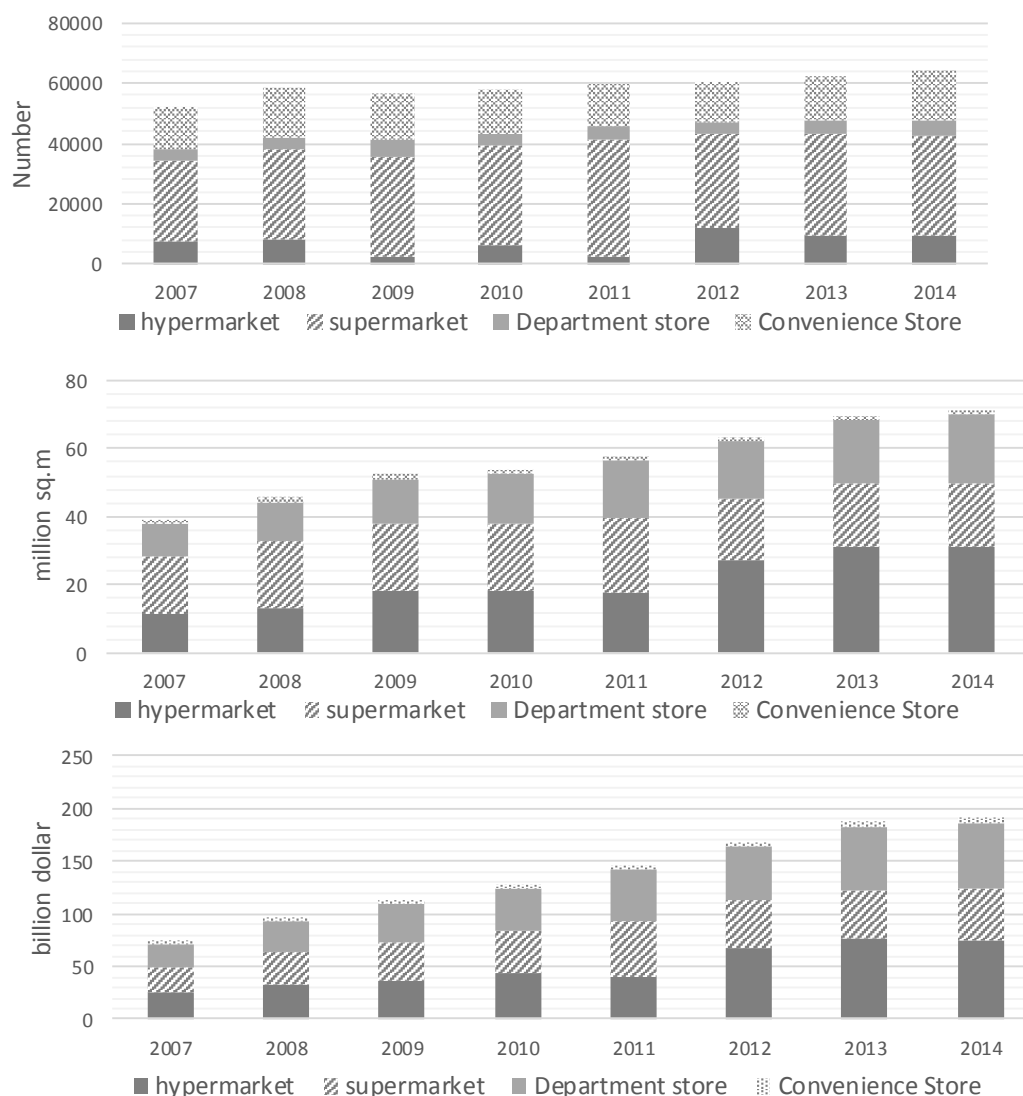 80000
60000
40000
20000
0
Number
2007 2008 2009 2010 2011 2012 2013 2014
hypermarket supermarket Department store Convenience Store
80
60
40
20
0
million sq.m
2007 2008 2009 2010 2011 2012 2013 2014
hypermarket supermarket Department store Convenience Store
250
200
150
100
50
0
billion dollar
2007 2008 2009 2010 2011 2012 2013 2014
hypermarket supermarket Department store Convenience Store